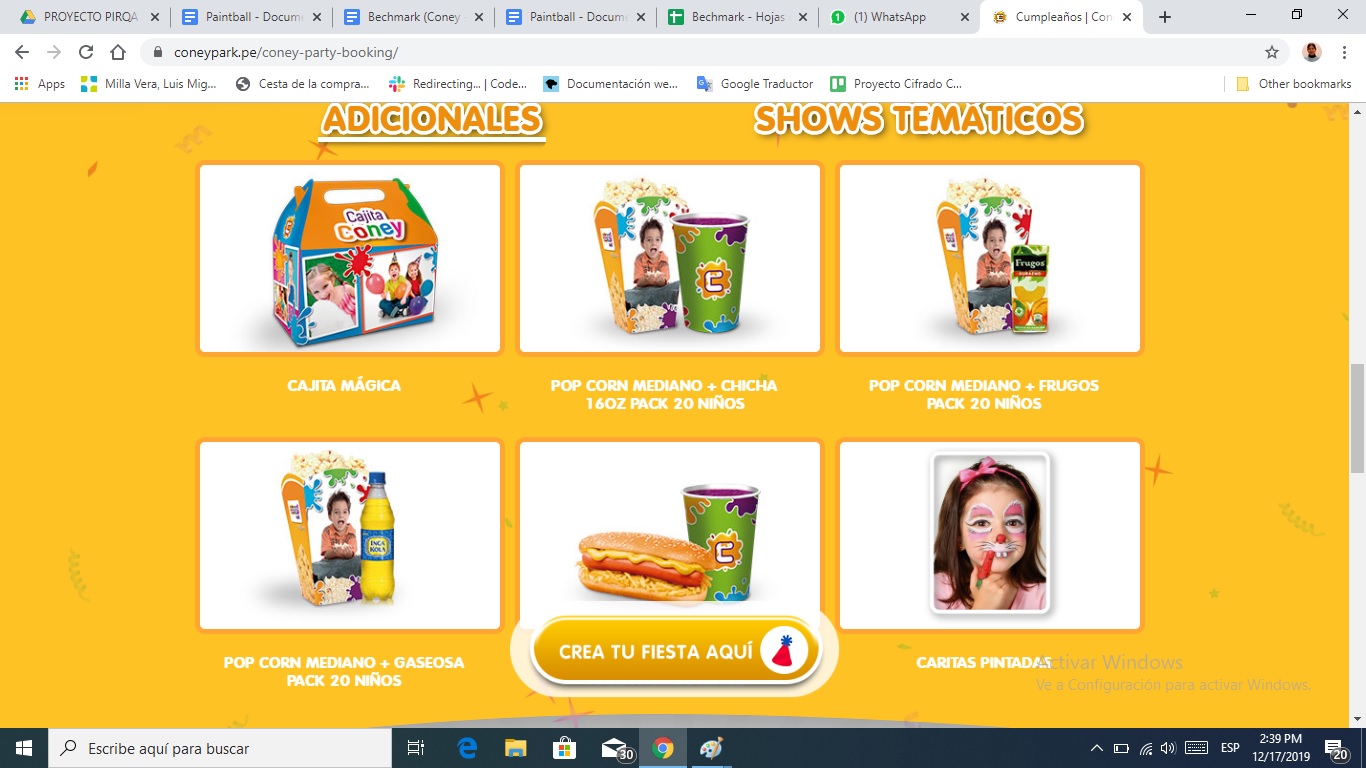 PROYECTO PIRQA
Paintball - Docume
Bechmark (Coney
Paintball - Docume
Bechmark - Hojas
(1) WhatsApp
Cumpleaños | Con
coneypark.pe/coney-party-booking/
Apps
Milla Vera, Luis Mig...
Cesta de la compra...
Redirecting... | Code...
Documentación we...
Google Traductor
Proyecto Cifrado C...
Other bookmarks
ADICIONALES
SHOWS TEMÁTICOS
Cajita
Coney
C
Frugos
DURAZNO
CAJITA MÁGICA
POP CORN MEDIANO + CHICHA
16OZ PACK 20 NIÑOS
POP CORN MEDIANO + FRUGOS
PACK 20 NIÑOS
INCA
KOLA
C
POP CORN MEDIANO + GASEOSA
PACK 20 NIÑOS
CREA TU FIESTA AQUÍ
CARITAS PINTADAS
Activar Windows
Ve a Configuración para activar Windows.
Escribe aquí para buscar
30
ESP
2:39 PM
12/17/2019
20